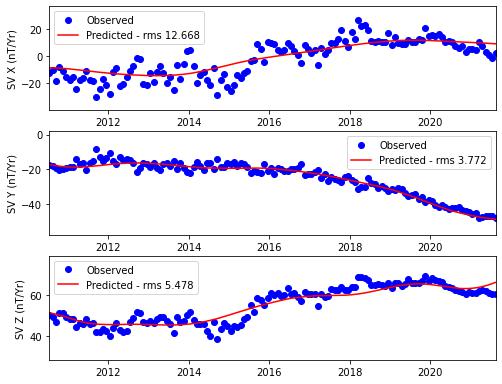 SV X (nT/Yr)
20
0
−20
Observed
Predicted - rms 12.668
2012 2014 2016 2018 2020
SV Y (nT/Yr)
0
−20
−40
Observed
Predicted - rms 3.772
2012 2014 2016 2018 2020
SV Z (nT/Yr)
60
40
Observed
Predicted - rms 5.478
2012 2014 2016 2018 2020